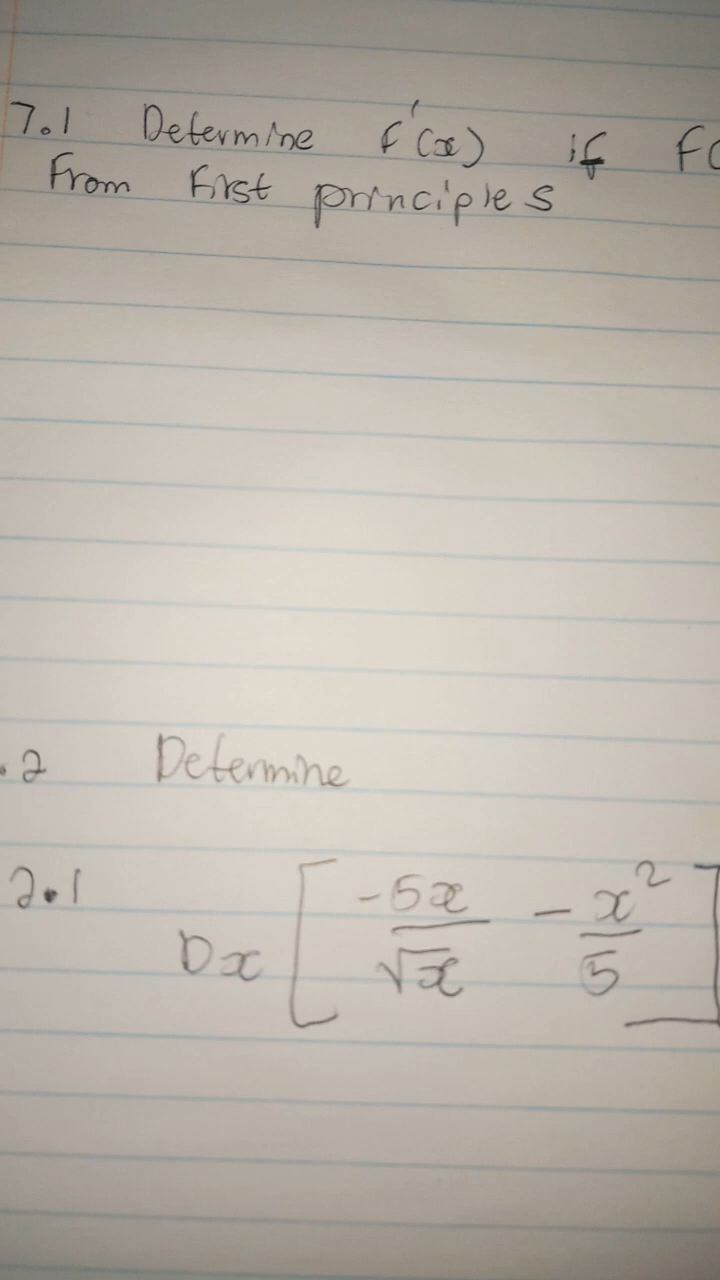 7.1 Determine f'(x) if f(
From First principles
.2 Determine
2.1 Dx [ -5x/√x - x²/5 ]